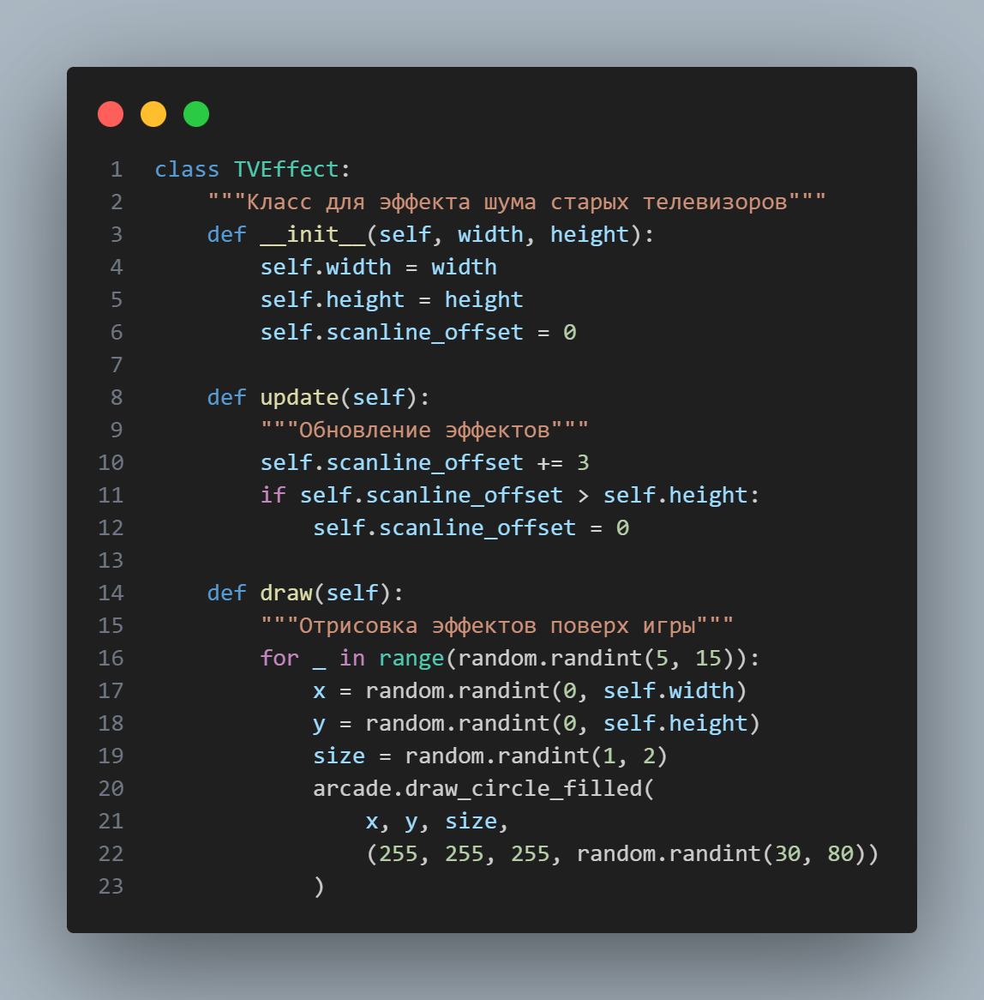 1 class TVEffect:
2     """Класс для эффекта шума старых телевизоров"""
3     def __init__(self, width, height):
4         self.width = width
5         self.height = height
6         self.scanline_offset = 0
7
8     def update(self):
9         """Обновление эффектов"""
10         self.scanline_offset += 3
11         if self.scanline_offset > self.height:
12             self.scanline_offset = 0
13
14     def draw(self):
15         """Отрисовка эффектов поверх игры"""
16         for _ in range(random.randint(5, 15)):
17             x = random.randint(0, self.width)
18             y = random.randint(0, self.height)
19             size = random.randint(1, 2)
20             arcade.draw_circle_filled(
21                 x, y, size,
22                 (255, 255, 255, random.randint(30, 80))
23             )